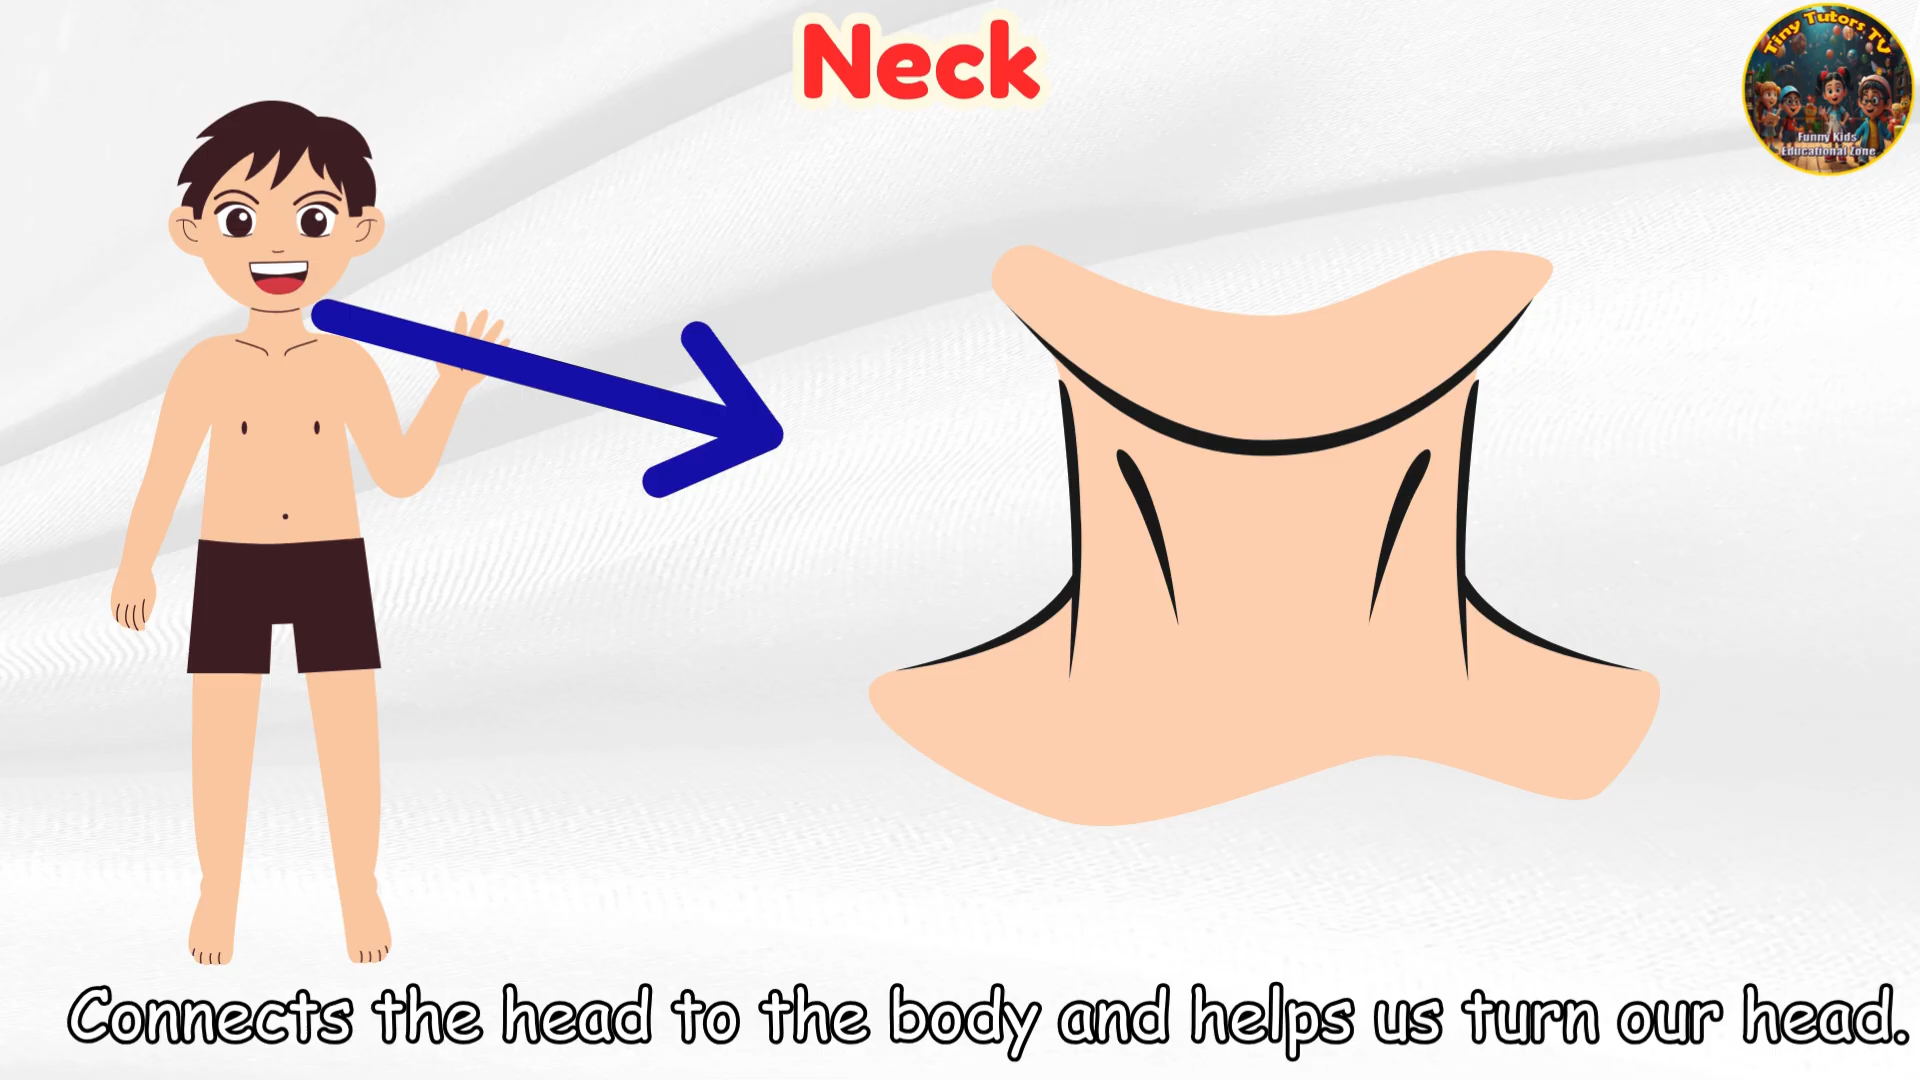 Neck
Tiny Tutors TV
Funny Kids
Educational Zone
Connects the head to the body and helps us turn our head.